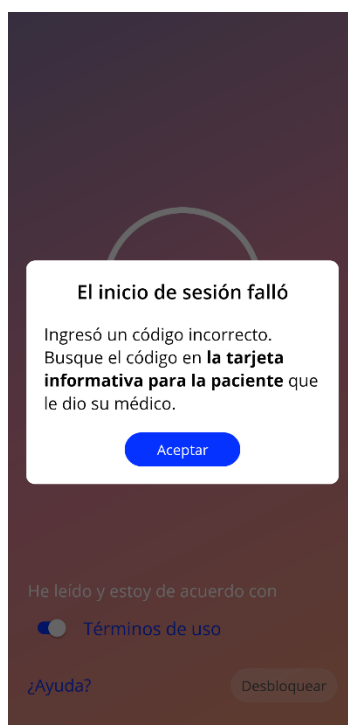 El inicio de sesión falló
Ingresó un código incorrecto.
Busque el código en la tarjeta
informativa para la paciente que
le dio su médico.
Aceptar
He leído y estoy de acuerdo con
Términos de uso
¿Ayuda?
Desbloquear